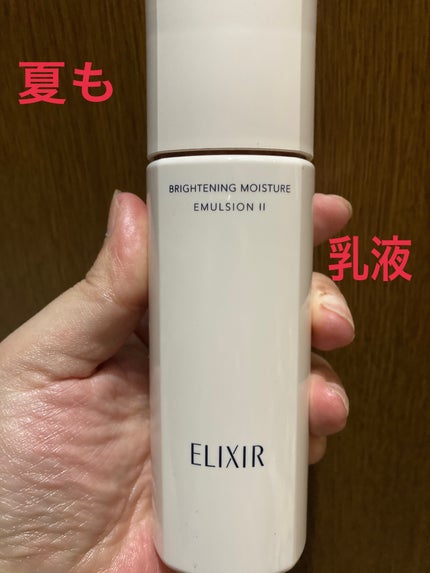 夏も
BRIGHTENING MOISTURE
EMULSION II
乳液
ELIXIR